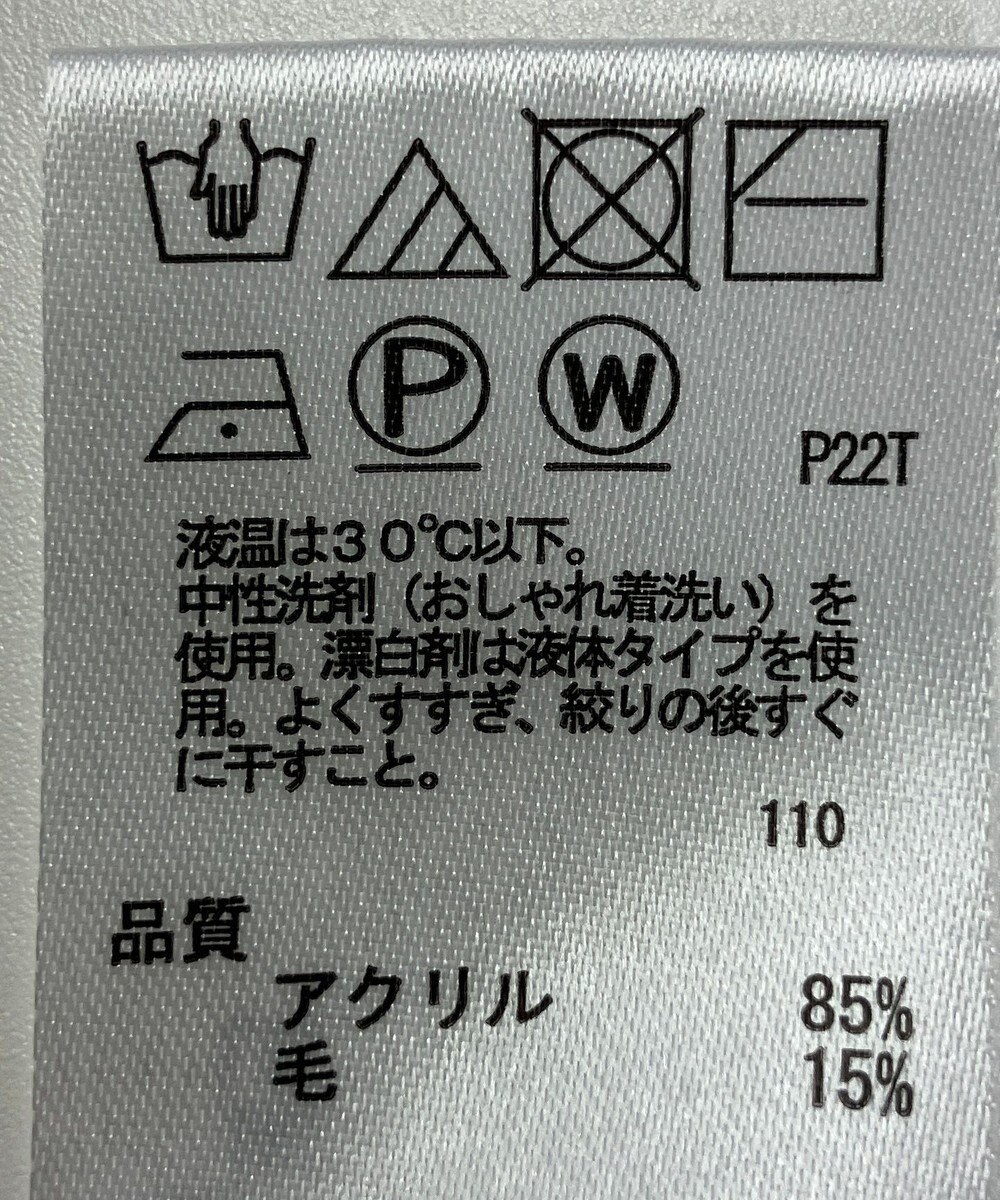 P
W
P22T
液温は30℃以下。
中性洗剤（おしゃれ着洗い）を
使用。漂白剤は液体タイプを使
用。よくすすぎ、絞りの後すぐ
に干すこと。
110
品質
アクリル 85%
毛 15%